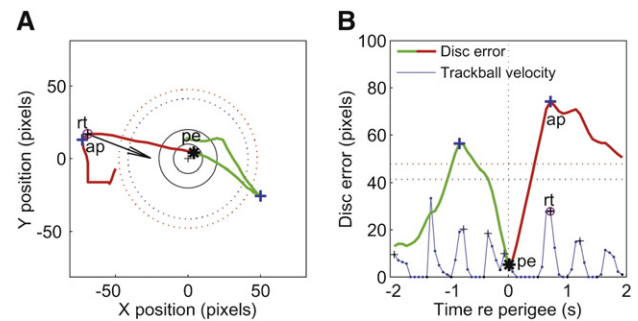 A
B
Y position (pixels)
50
0
-50
-50
0
50
X position (pixels)
rt
ap
pe
Disc error (pixels)
100
80
60
40
20
0
-2
-1
0
1
2
Time re perigee (s)
Disc error
Trackball velocity
ap
rt
pe